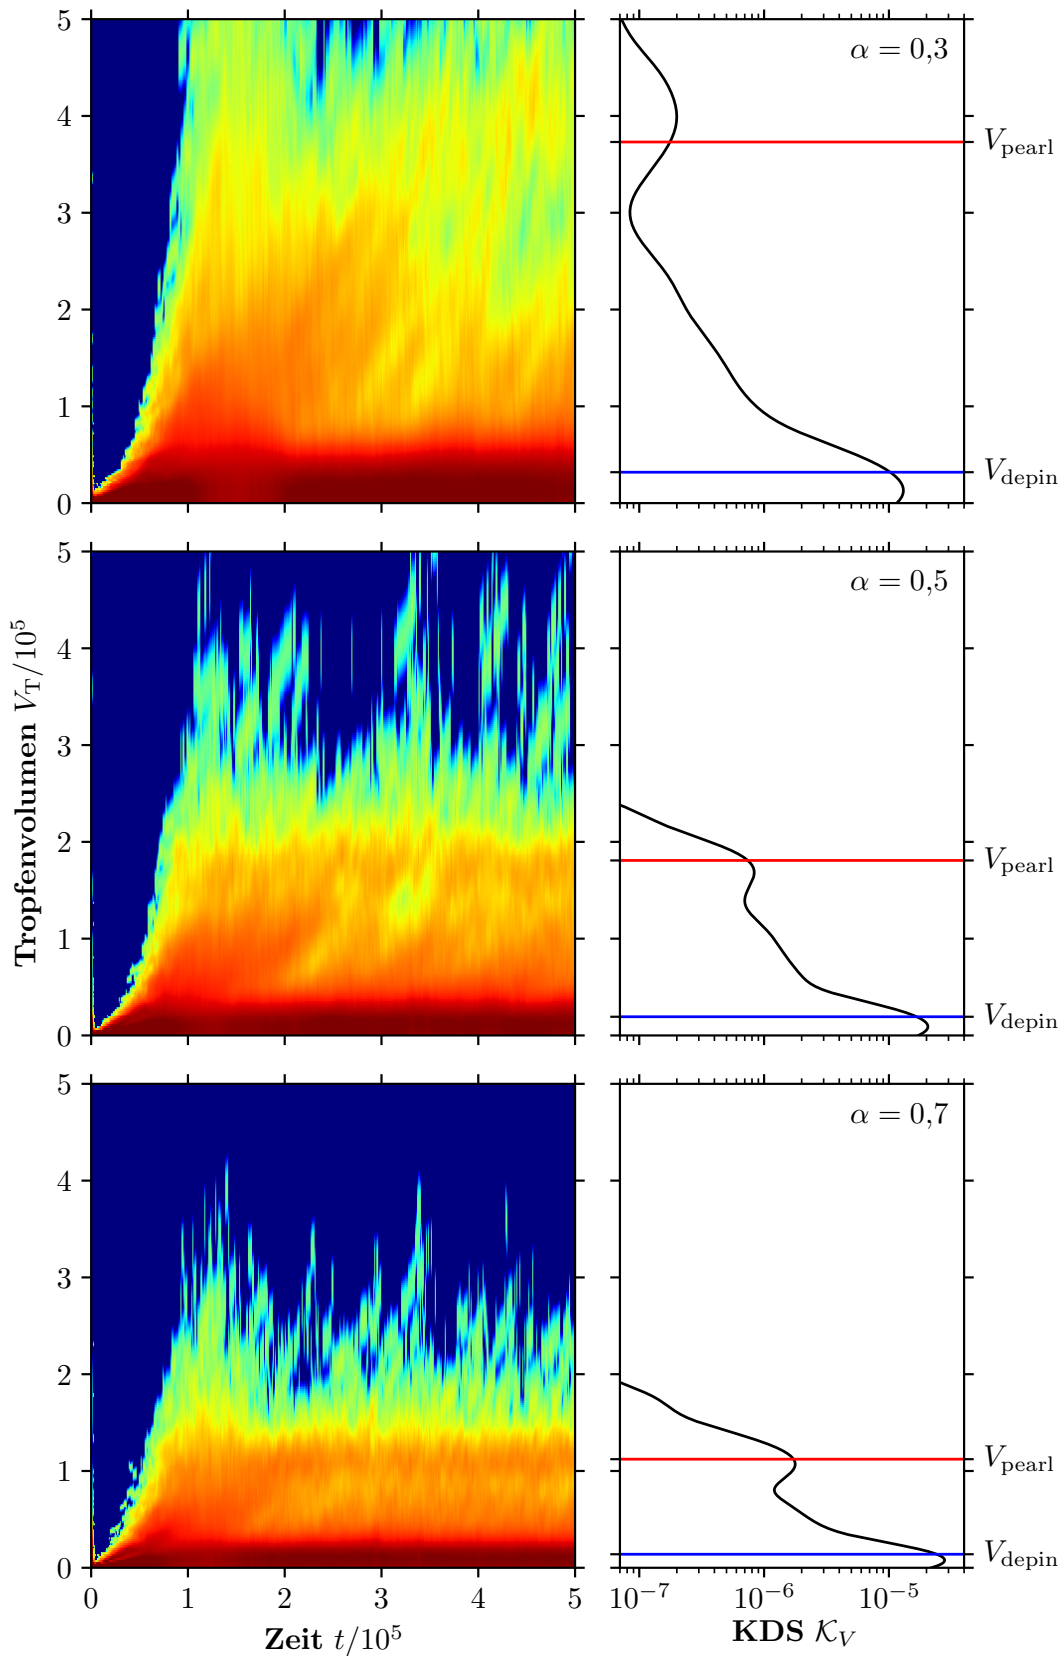 5
4
3
2
1
0
α = 0,3
V_pearl
V_depin
Tropfenvolumen V_T/10^5
5
4
3
2
1
0
α = 0,5
V_pearl
V_depin
5
4
3
2
1
0
α = 0,7
V_pearl
V_depin
0 1 2 3 4 5
Zeit t/10^5
10^−7 10^−6 10^−5
KDS 𝒦_V